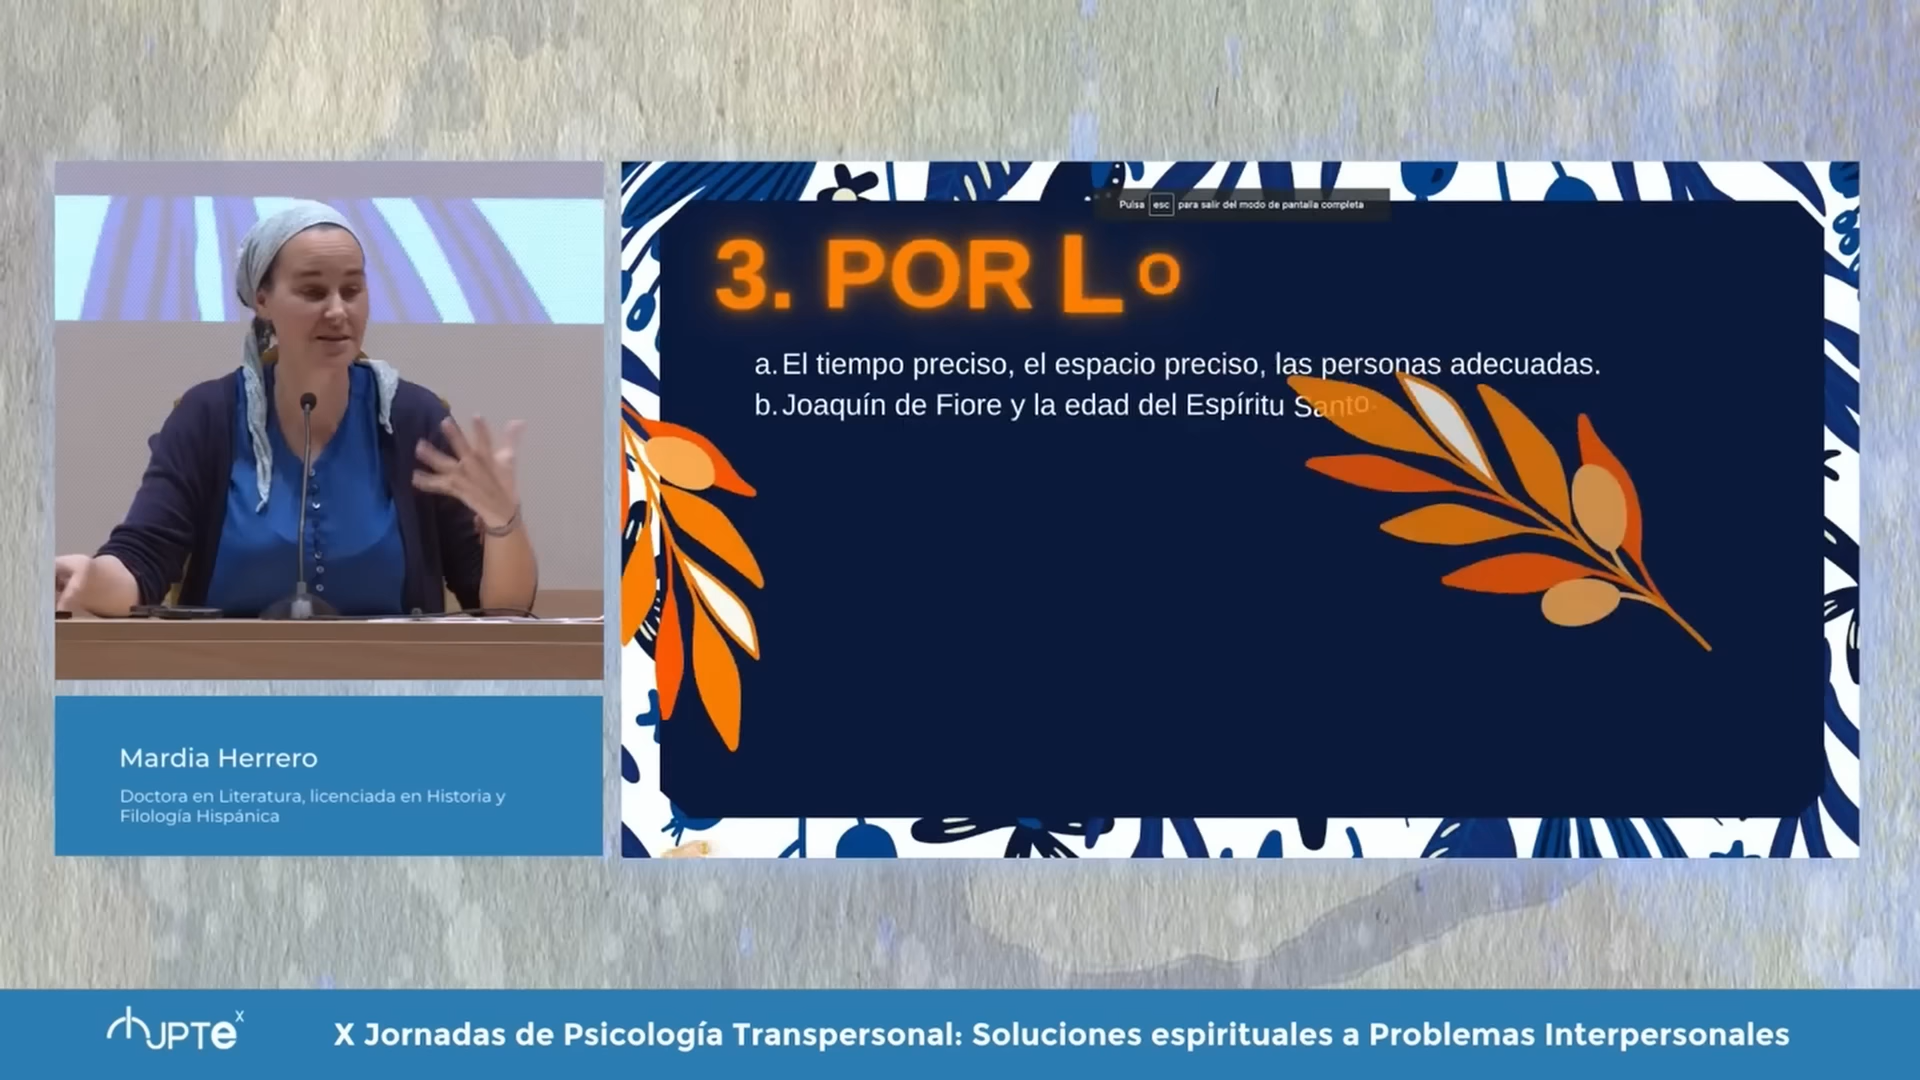 Pulsa esc para salir del modo de pantalla completa
3. POR Lo
a. El tiempo preciso, el espacio preciso, las personas adecuadas.
b. Joaquín de Fiore y la edad del Espíritu Santo.
Mardia Herrero
Doctora en Literatura, licenciada en Historia y
Filología Hispánica
JPTe x
X Jornadas de Psicología Transpersonal: Soluciones espirituales a Problemas Interpersonales